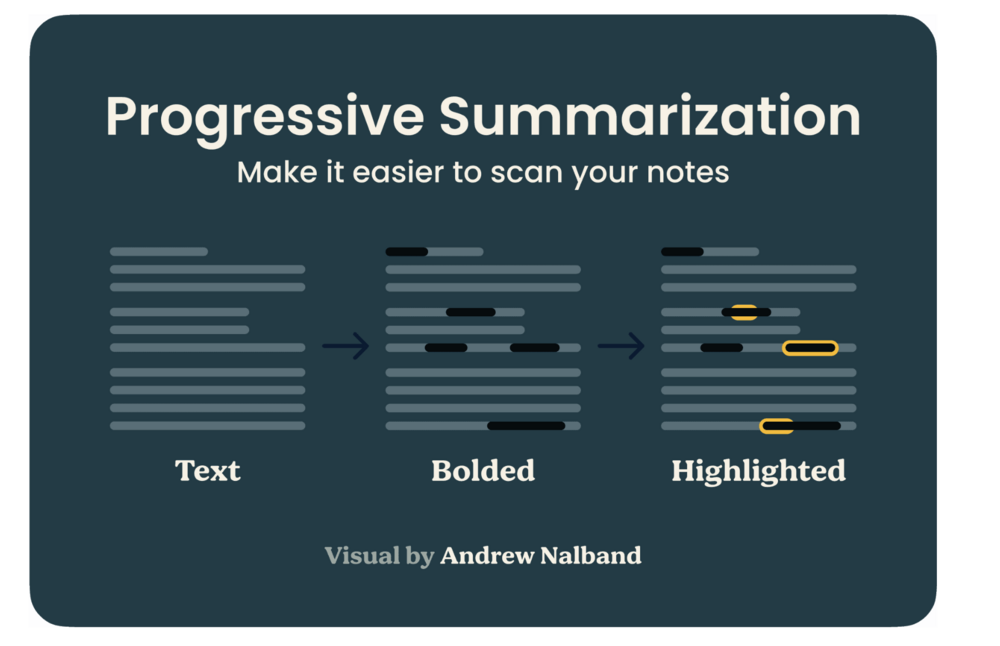 Progressive Summarization
Make it easier to scan your notes
Text
Bolded
Highlighted
Visual by Andrew Nalband